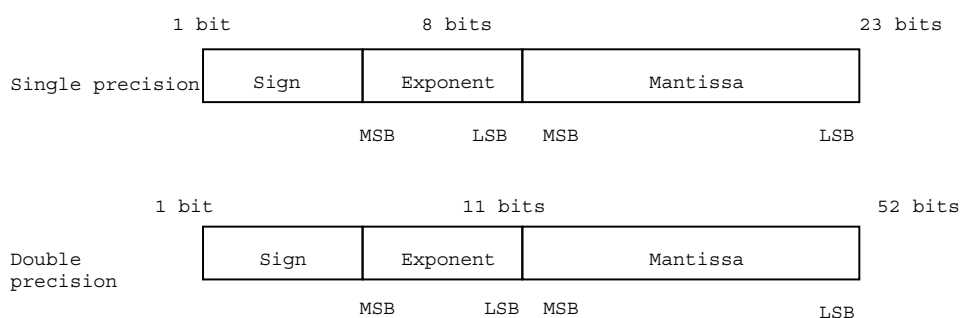 1 bit 8 bits 23 bits
Single precision Sign Exponent Mantissa
MSB LSB MSB LSB
1 bit 11 bits 52 bits
Double precision Sign Exponent Mantissa
MSB LSB MSB LSB